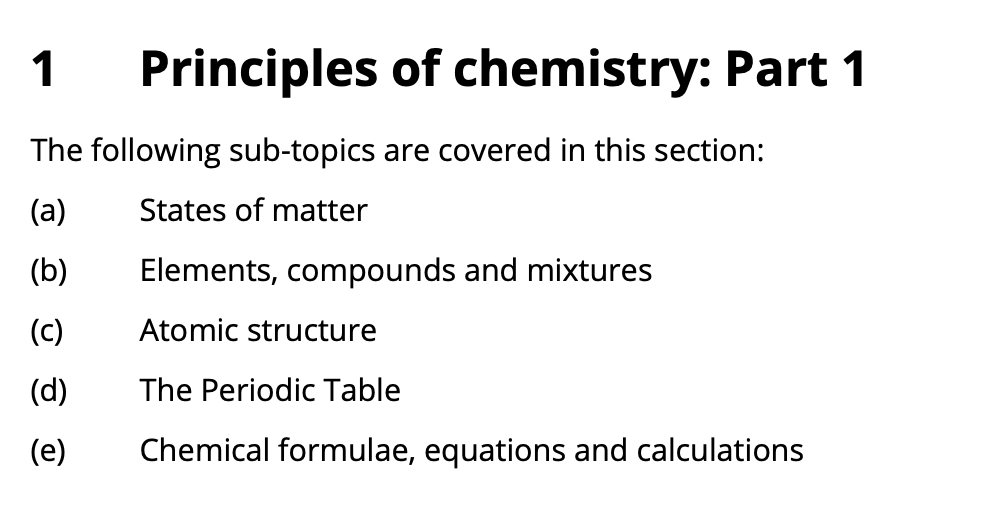 1 Principles of chemistry: Part 1
The following sub-topics are covered in this section:
(a) States of matter
(b) Elements, compounds and mixtures
(c) Atomic structure
(d) The Periodic Table
(e) Chemical formulae, equations and calculations